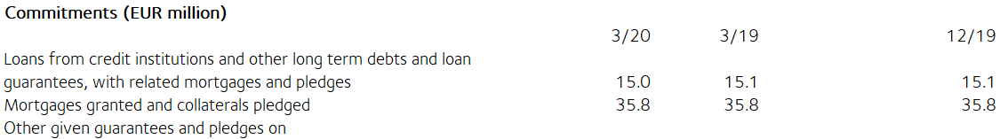 Commitments (EUR million)
3/20 3/19 12/19
Loans from credit institutions and other long term debts and loan
guarantees, with related mortgages and pledges 15.0 15.1 15.1
Mortgages granted and collaterals pledged 35.8 35.8 35.8
Other given guarantees and pledges on